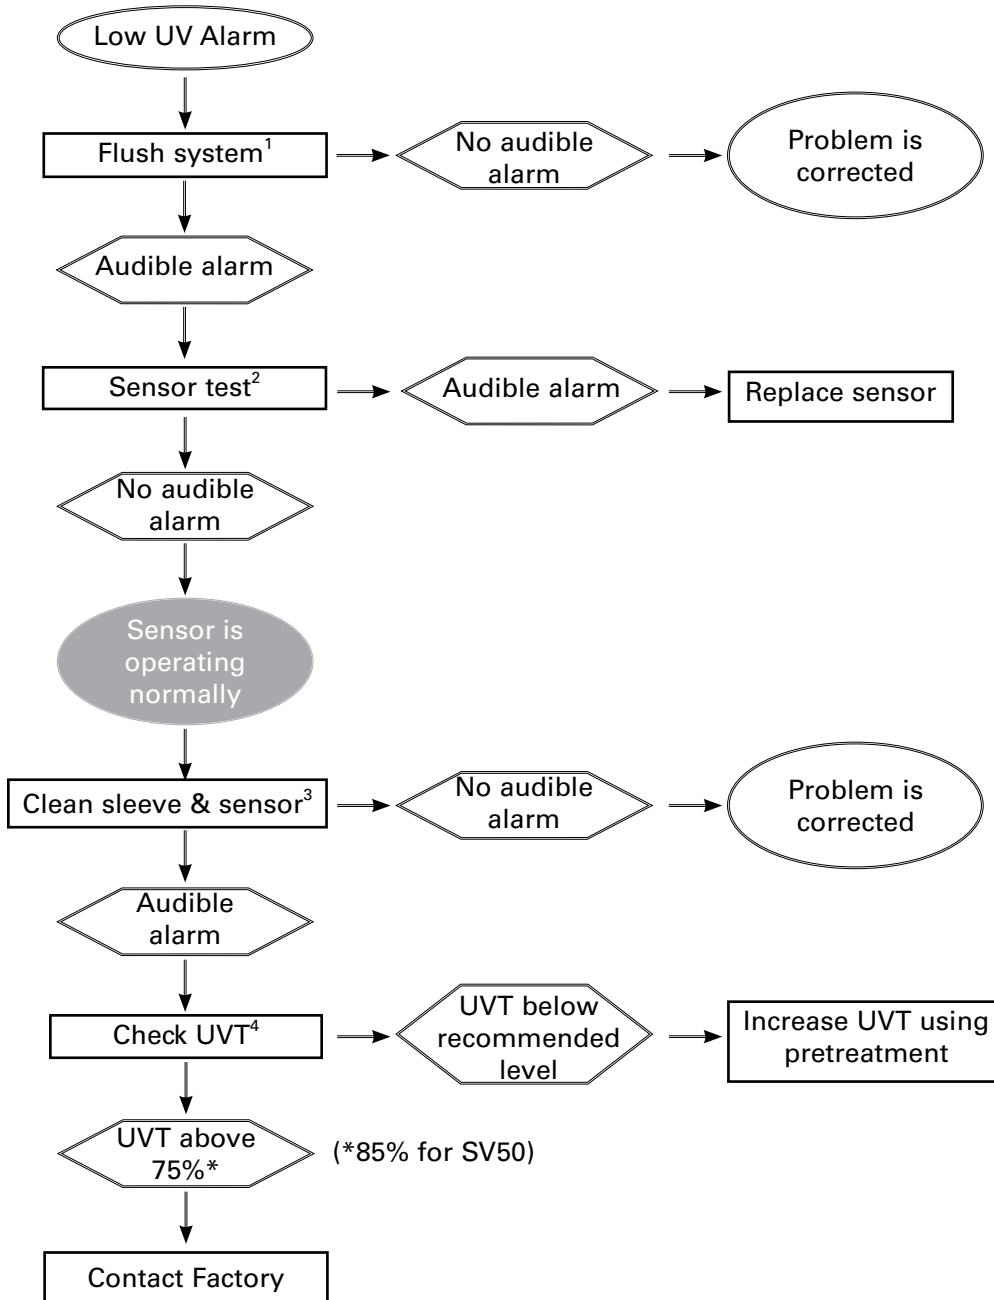 Low UV Alarm
Flush system¹
No audible
alarm
Problem is
corrected
Audible alarm
Sensor test²
Audible alarm
Replace sensor
No audible
alarm
Sensor is
operating
normally
Clean sleeve & sensor³
No audible
alarm
Problem is
corrected
Audible
alarm
Check UVT⁴
UVT below
recommended
level
Increase UVT using
pretreatment
UVT above
75%*
(*85% for SV50)
Contact Factory